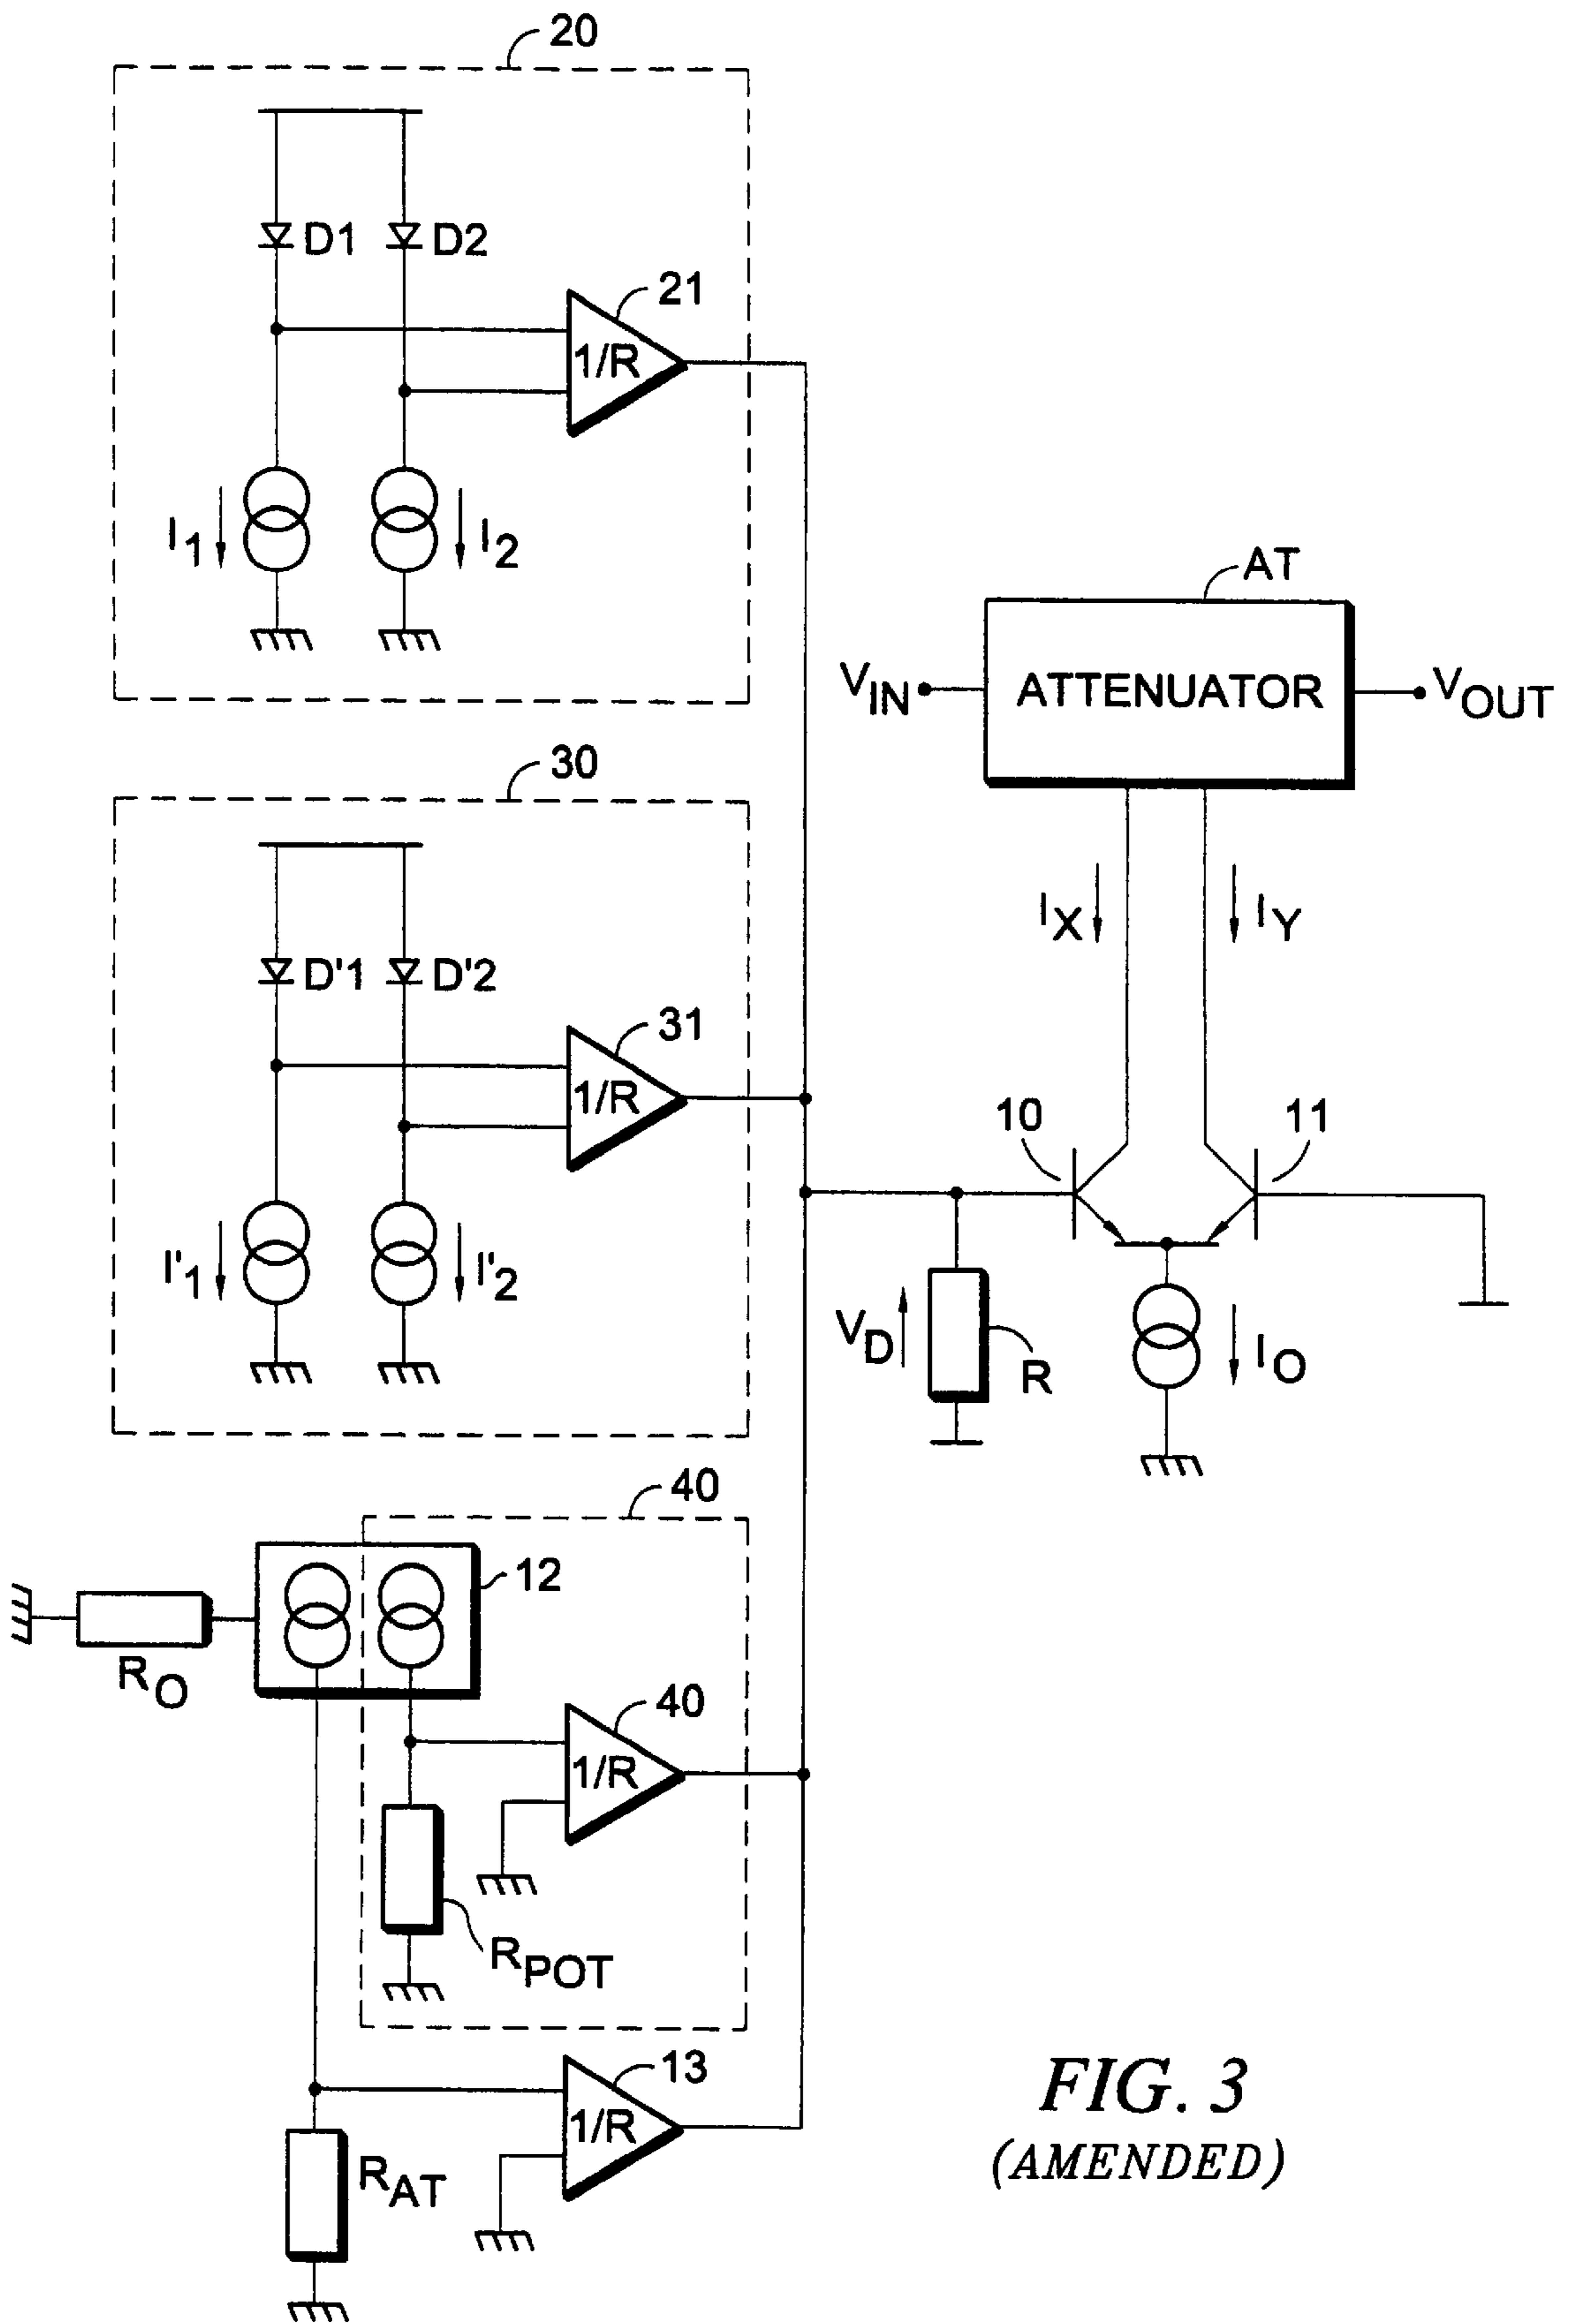 20
D1 D2
21
1/R
I1 I2
AT
VIN ATTENUATOR VOUT
30
IX IY
D'1 D'2
31
1/R
10 11
I'1 I'2
VD R IO
40
12
RO
40
1/R
RPOT
13
1/R
RAT
FIG. 3
(AMENDED)